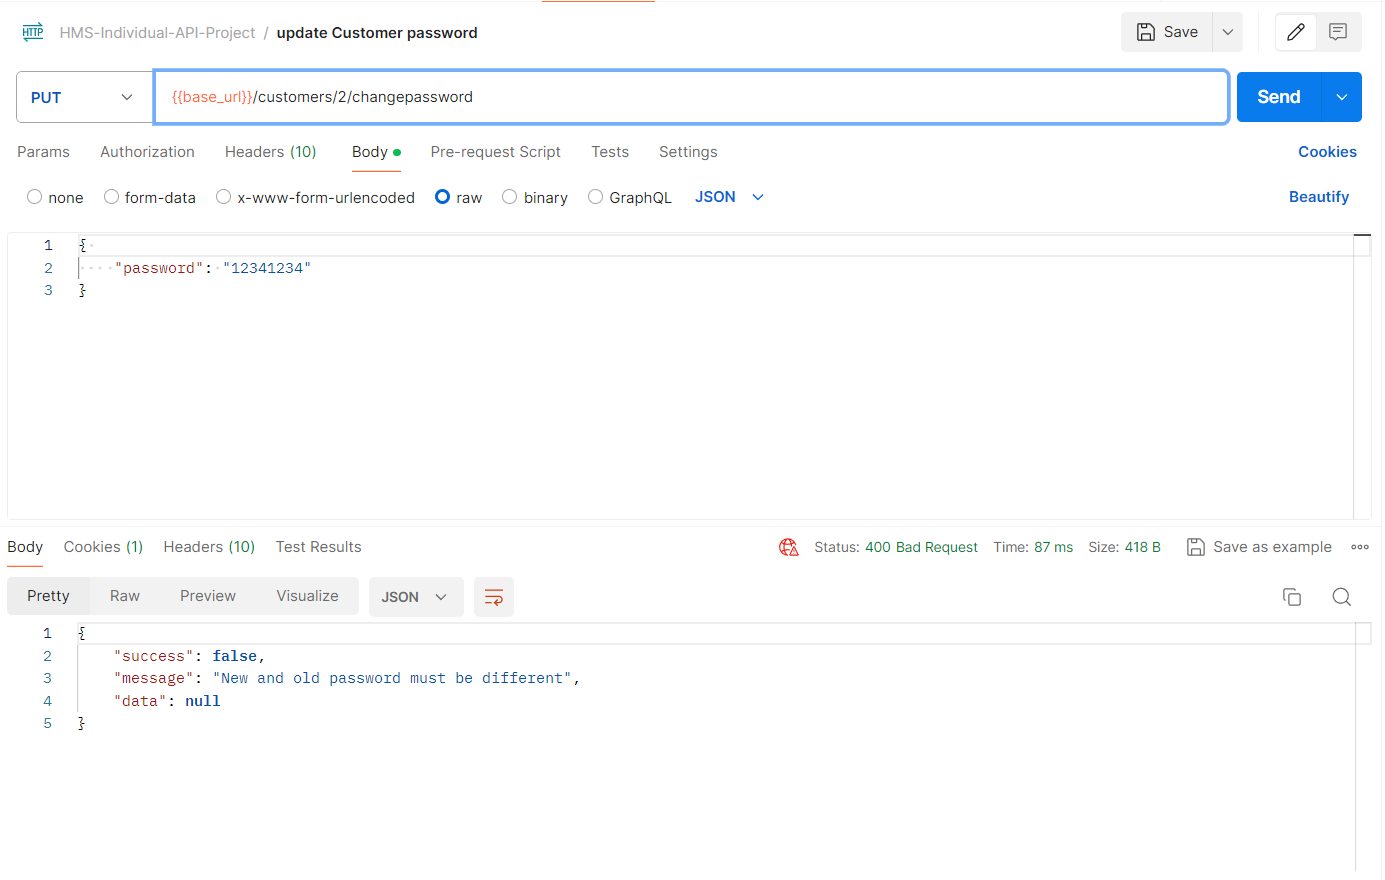 HTTP HMS-Individual-API-Project / update Customer password Save
PUT {{base_url}}/customers/2/changepassword Send
Params Authorization Headers (10) Body Pre-request Script Tests Settings Cookies
none form-data x-www-form-urlencoded raw binary GraphQL JSON Beautify
1 {
2 "password": "12341234"
3 }
Body Cookies (1) Headers (10) Test Results Status: 400 Bad Request Time: 87 ms Size: 418 B Save as example
Pretty Raw Preview Visualize JSON
1 {
2 "success": false,
3 "message": "New and old password must be different",
4 "data": null
5 }